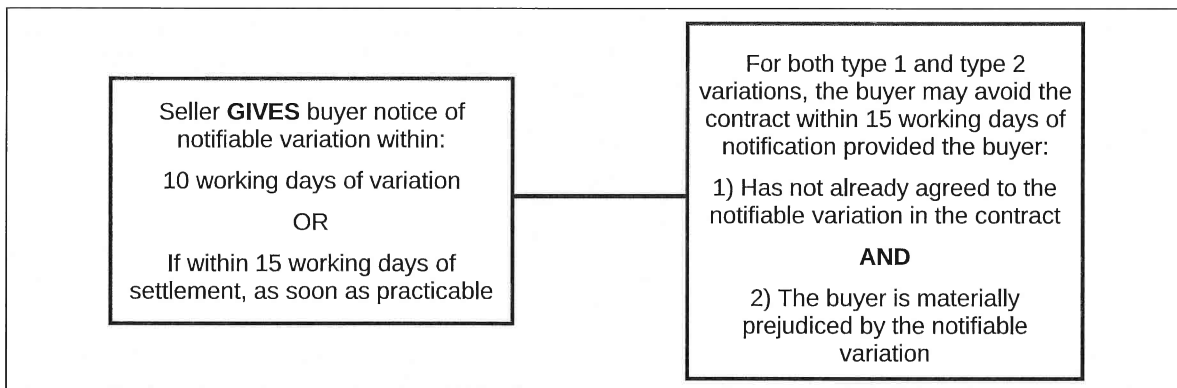 Seller GIVES buyer notice of
notifiable variation within:
10 working days of variation
OR
If within 15 working days of
settlement, as soon as practicable
For both type 1 and type 2
variations, the buyer may avoid the
contract within 15 working days of
notification provided the buyer:
1) Has not already agreed to the
notifiable variation in the contract
AND
2) The buyer is materially
prejudiced by the notifiable
variation